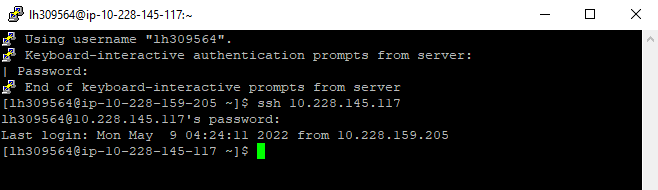 lh309564@ip-10-228-145-117:~
Using username "lh309564".
Keyboard-interactive authentication prompts from server:
| Password:
End of keyboard-interactive prompts from server
[lh309564@ip-10-228-159-205 ~]$ ssh 10.228.145.117
lh309564@10.228.145.117's password:
Last login: Mon May  9 04:24:11 2022 from 10.228.159.205
[lh309564@ip-10-228-145-117 ~]$